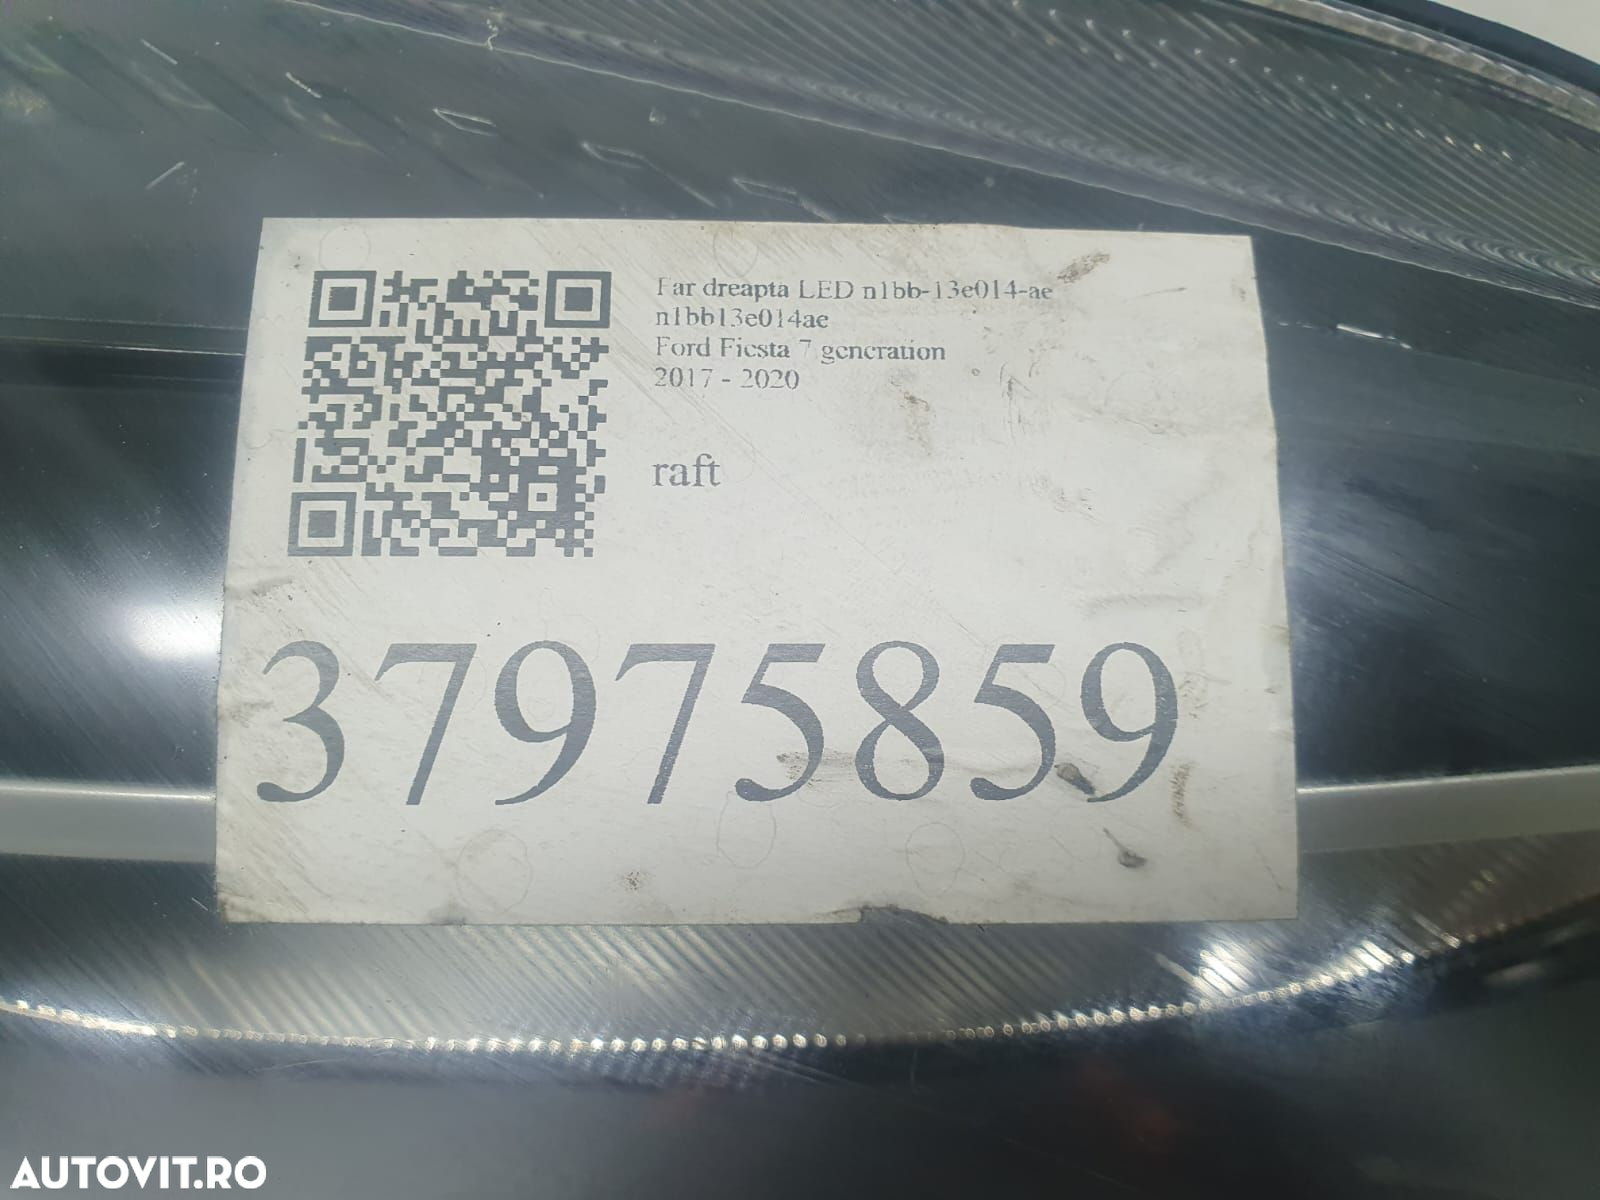 Far dreapta LED n1bb-13e014-ae
n1bb13e014ae
Ford Fiesta 7 generation
2017 - 2020
raft
37975859
AUTOVIT.RO